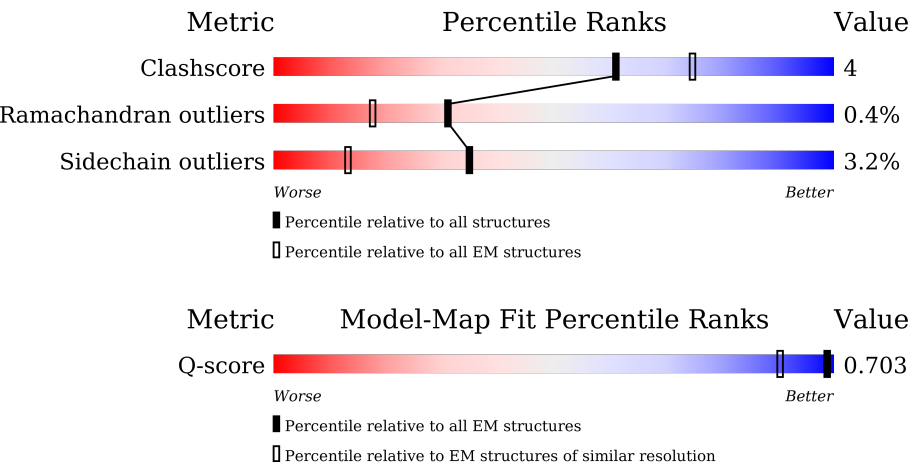 Metric Percentile Ranks Value
Clashscore 4
Ramachandran outliers 0.4%
Sidechain outliers 3.2%
Worse Better
Percentile relative to all structures
Percentile relative to all EM structures
Metric Model-Map Fit Percentile Ranks Value
Q-score 0.703
Worse Better
Percentile relative to all EM structures
Percentile relative to EM structures of similar resolution